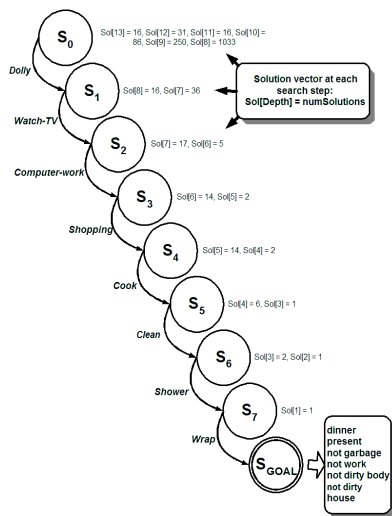 S0
Sol[13] = 16, Sol[12] = 31, Sol[11] = 16, Sol[10] =
86, Sol[9] = 250, Sol[8] = 1033
Dolly
Solution vector at each
search step:
Sol[Depth] = numSolutions
S1
Sol[8] = 16, Sol[7] = 36
Watch-TV
S2
Sol[7] = 17, Sol[6] = 5
Computer-work
S3
Sol[6] = 14, Sol[5] = 2
Shopping
S4
Sol[5] = 14, Sol[4] = 2
Cook
S5
Sol[4] = 6, Sol[3] = 1
Clean
S6
Sol[3] = 2, Sol[2] = 1
Shower
S7
Sol[1] = 1
Wrap
SGOAL
dinner
present
not garbage
not work
not dirty body
not dirty
house